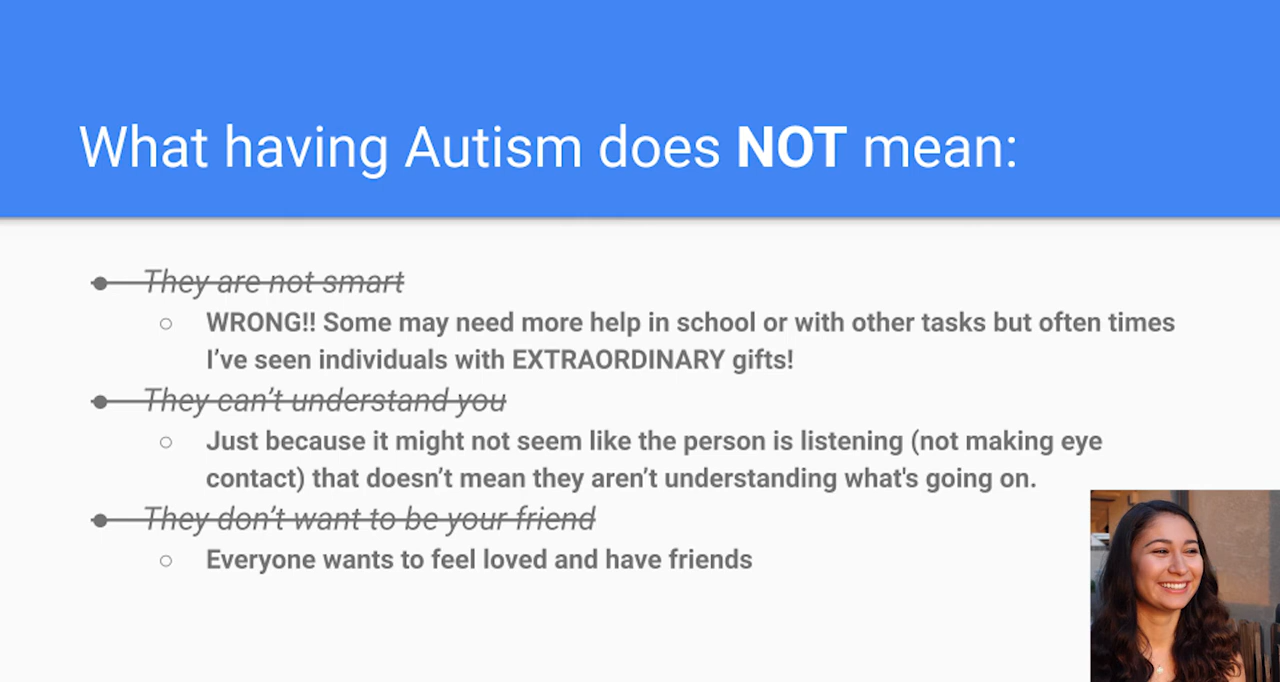 What having Autism does NOT mean:
They are not smart
WRONG!! Some may need more help in school or with other tasks but often times
I’ve seen individuals with EXTRAORDINARY gifts!
They can’t understand you
Just because it might not seem like the person is listening (not making eye
contact) that doesn’t mean they aren’t understanding what's going on.
They don’t want to be your friend
Everyone wants to feel loved and have friends